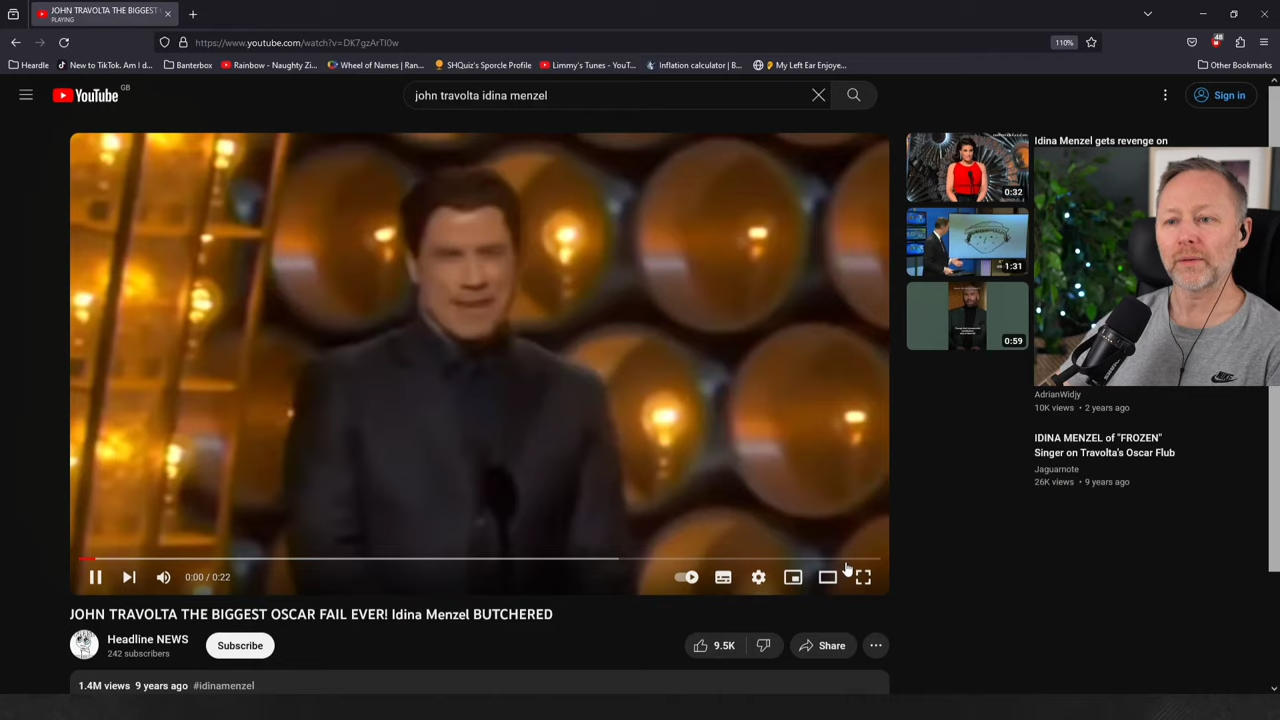 JOHN TRAVOLTA THE BIGGEST
PLAYING
https://www.youtube.com/watch?v=DK7gzArTI0w
110%
48
Heardle
New to TikTok. Am I d...
Banterbox
Rainbow - Naughty Zi...
Wheel of Names | Ran...
SHQuiz's Sporcle Profile
Limmy's Tunes - YouT...
Inflation calculator | B...
My Left Ear Enjoye...
Other Bookmarks
YouTube GB
john travolta idina menzel
Sign in
Idina Menzel gets revenge on
0:32
1:31
0:59
AdrianWidjy
10K views • 2 years ago
IDINA MENZEL of "FROZEN"
Singer on Travolta's Oscar Flub
Jaguarnote
26K views • 9 years ago
0:00 / 0:22
JOHN TRAVOLTA THE BIGGEST OSCAR FAIL EVER! Idina Menzel BUTCHERED
Headline NEWS
242 subscribers
Subscribe
9.5K
Share
1.4M views 9 years ago #idinamenzel